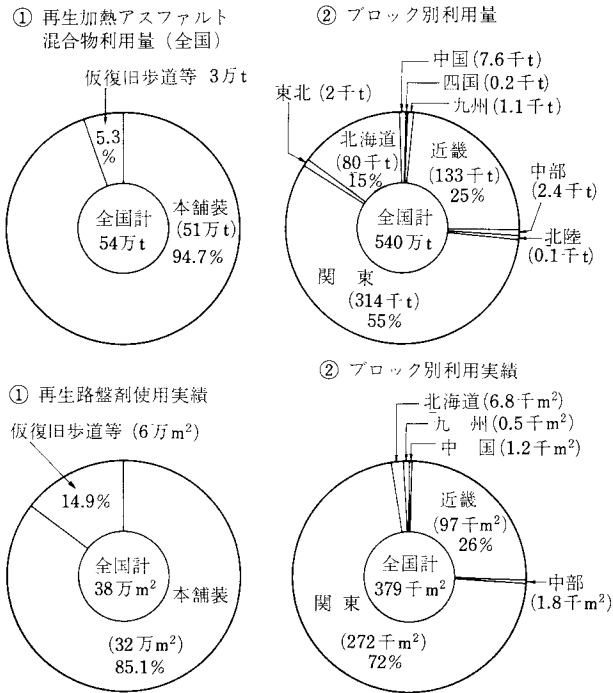 ① 再生加熱アスファルト
混合物利用量（全国）
仮復旧歩道等 3万t
5.3
%
全国計
54万t
本舗装
(51万t)
94.7%
② ブロック別利用量
中国(7.6千t)
四国(0.2千t)
九州(1.1千t)
東北(2千t)
北海道
(80千t)
15%
近畿
(133千t)
25%
中部
(2.4千t)
北陸
(0.1千t)
全国計
540万t
関 東
(314千t)
55%
① 再生路盤剤使用実績
仮復旧歩道等 (6万m²)
14.9%
全国計
38万m²
本舗装
(32万m²)
85.1%
② ブロック別利用実績
北海道(6.8千m²)
九 州(0.5千m²)
中 国(1.2千m²)
近畿
(97千m²)
26%
全国計
379千m²
中部
(1.8千m²)
関 東
(272千m²)
72%